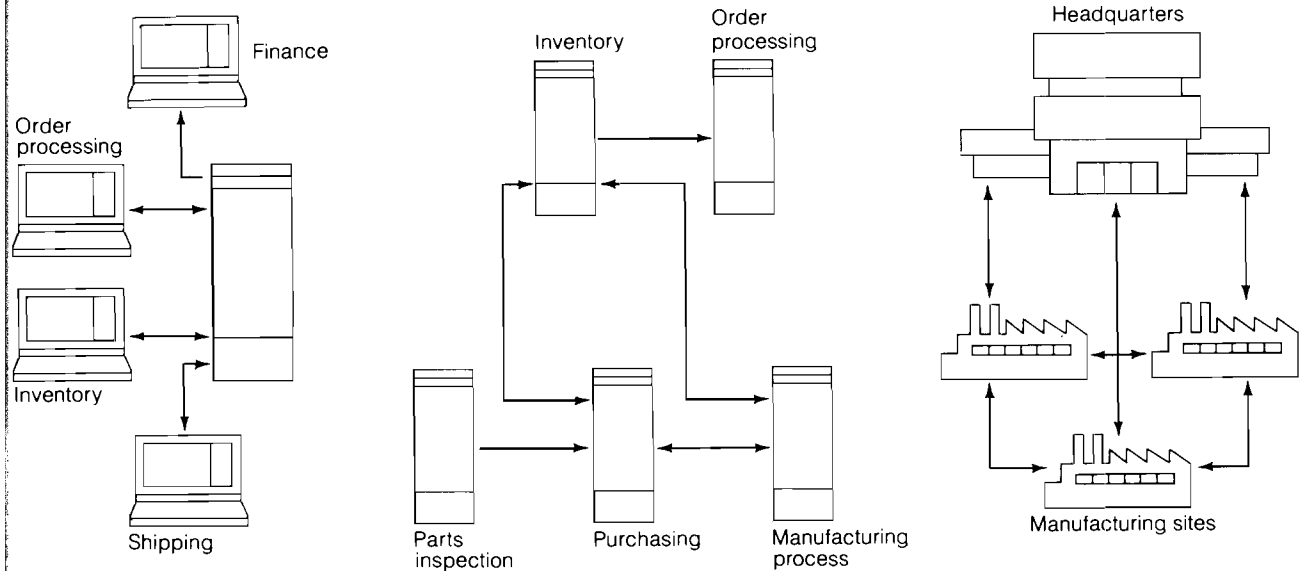 Finance
Order
processing
Inventory
Shipping
Inventory
Order
processing
Parts
inspection
Purchasing
Manufacturing
process
Headquarters
Manufacturing sites